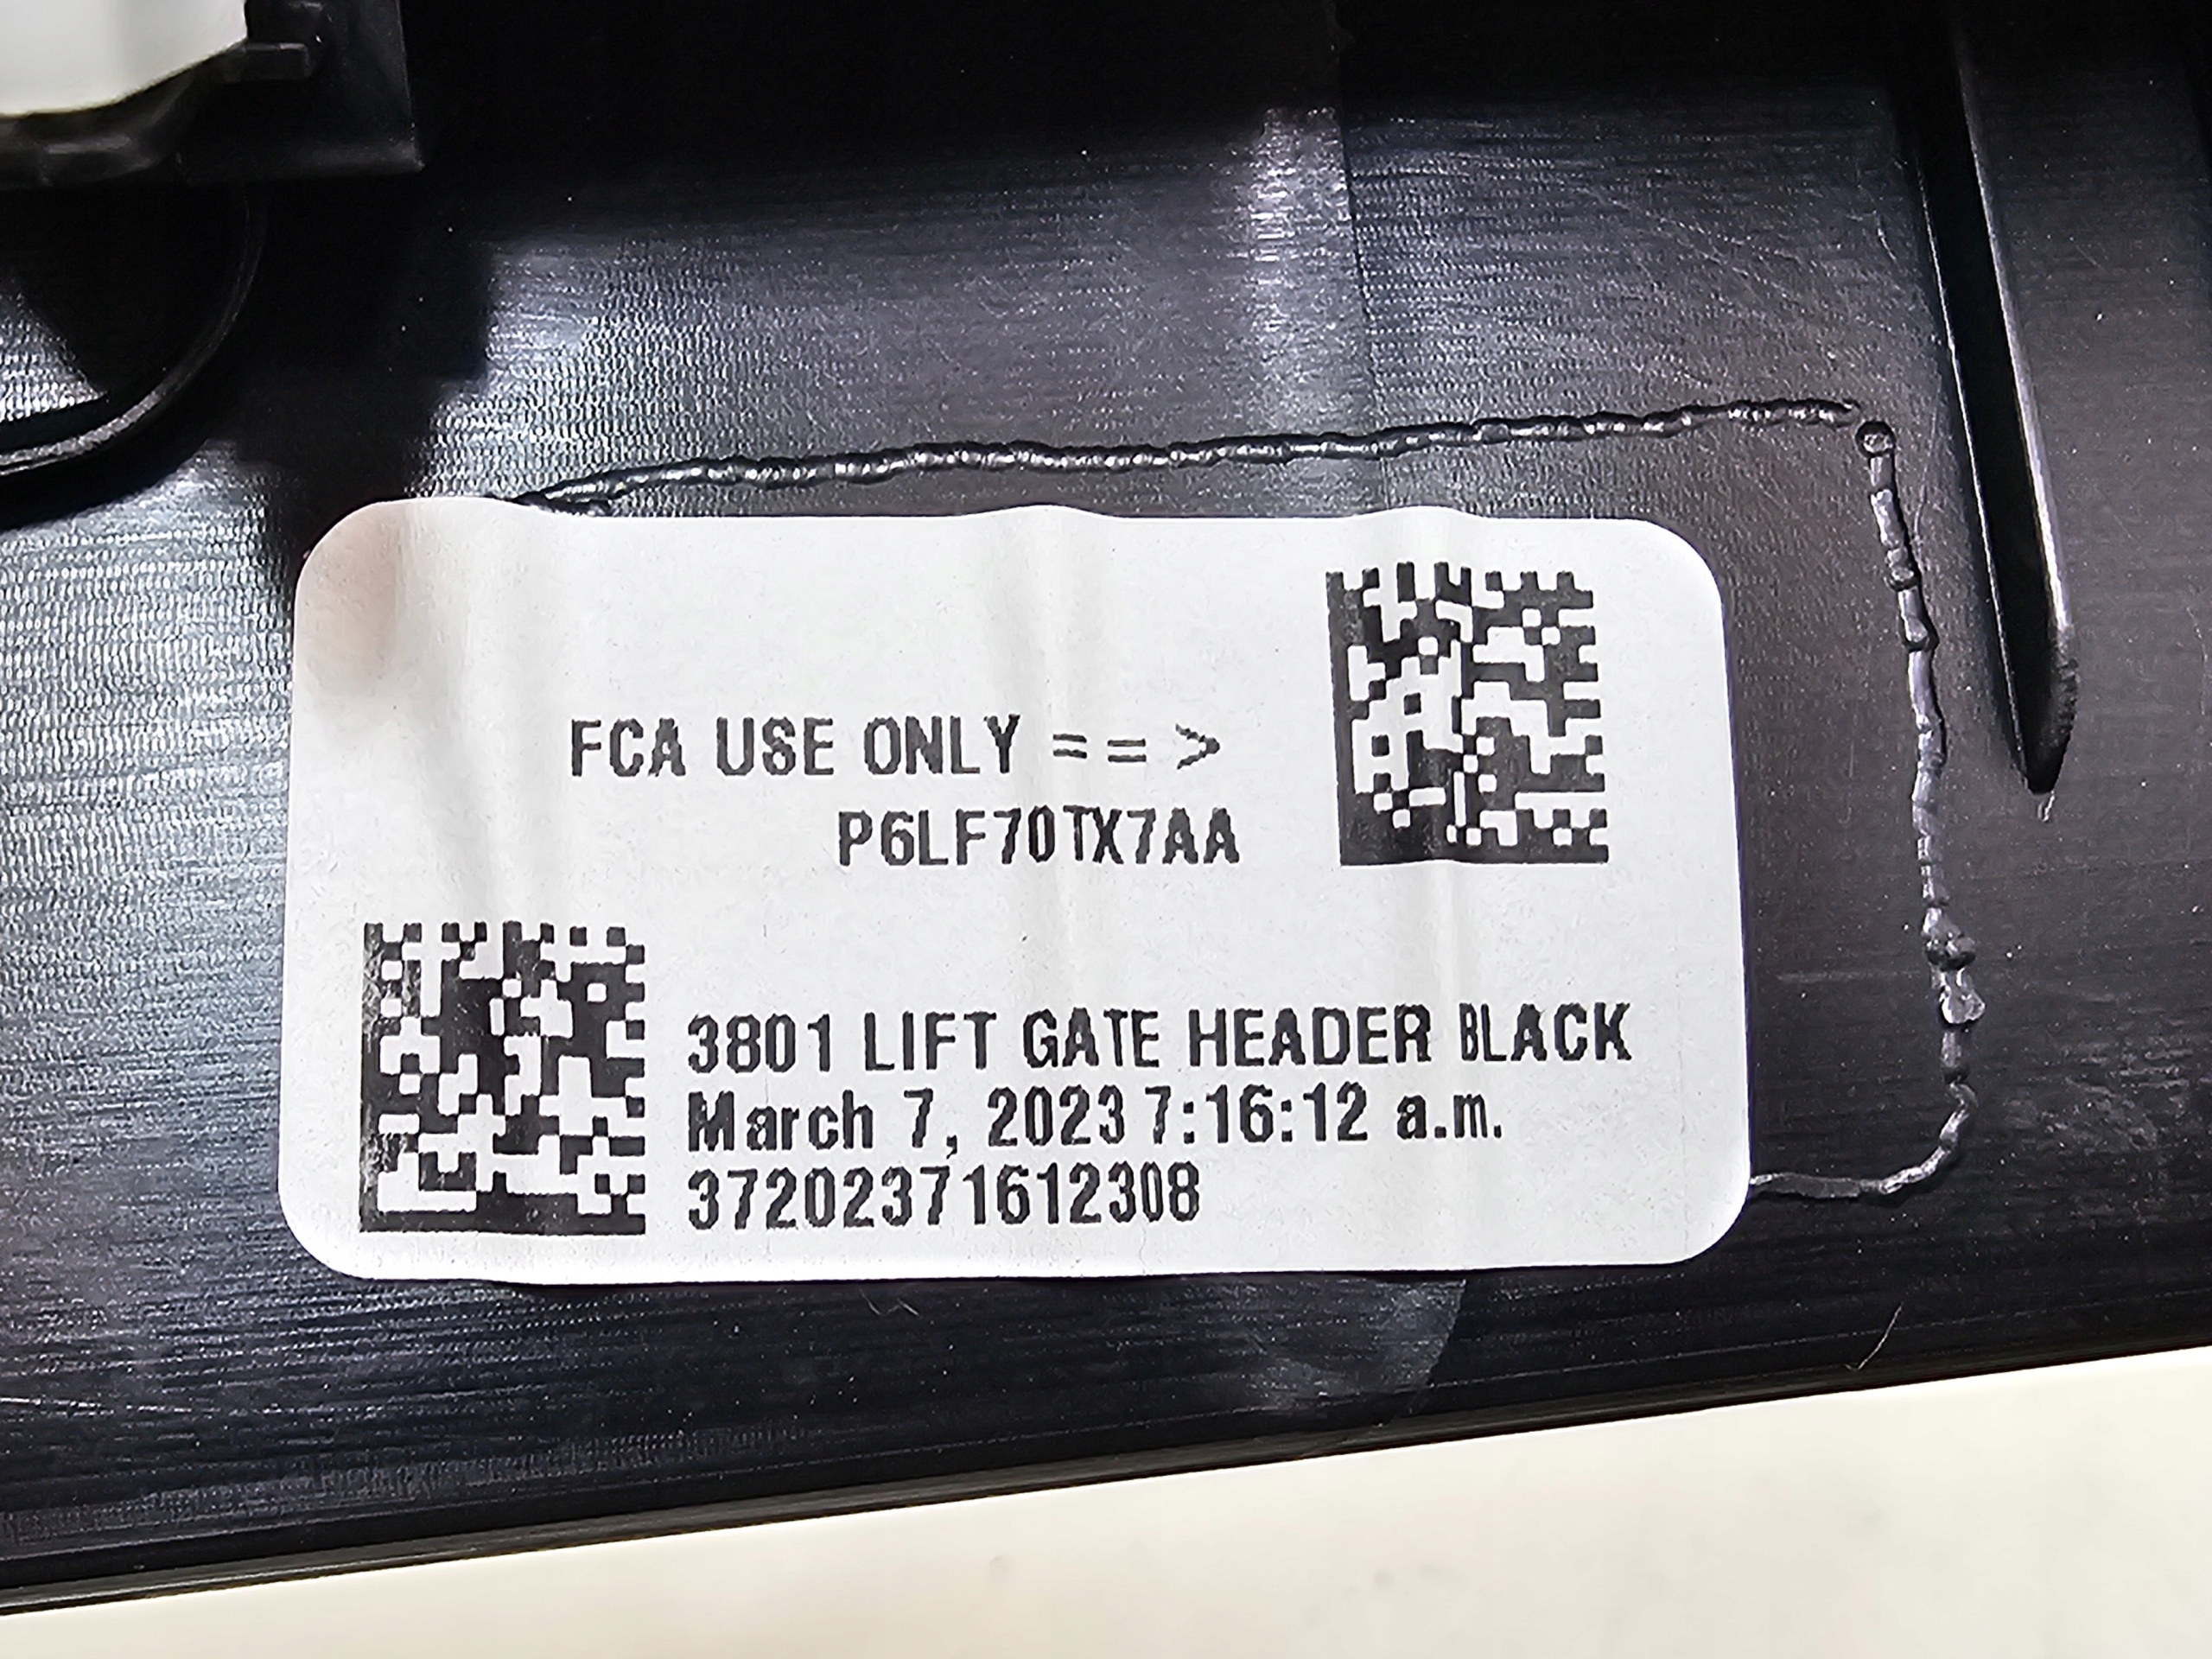 FCA USE ONLY ==>
P6LF70TX7AA
3801 LIFT GATE HEADER BLACK
March 7, 2023 7:16:12 a.m.
37202371612308